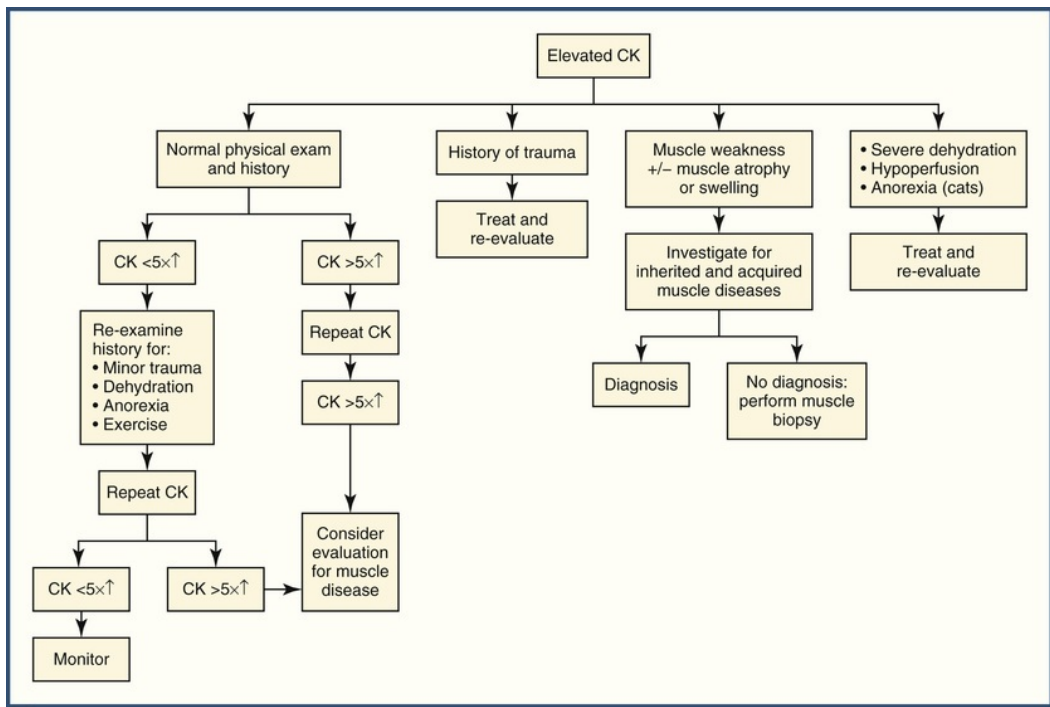 Elevated CK
Normal physical exam
and history
History of trauma
Muscle weakness
+/− muscle atrophy
or swelling
• Severe dehydration
• Hypoperfusion
• Anorexia (cats)
Treat and
re-evaluate
Investigate for
inherited and acquired
muscle diseases
Treat and
re-evaluate
CK <5×↑
CK >5×↑
Re-examine
history for:
• Minor trauma
• Dehydration
• Anorexia
• Exercise
Repeat CK
CK >5×↑
Diagnosis
No diagnosis:
perform muscle
biopsy
Repeat CK
CK <5×↑
CK >5×↑
Consider
evaluation
for muscle
disease
Monitor